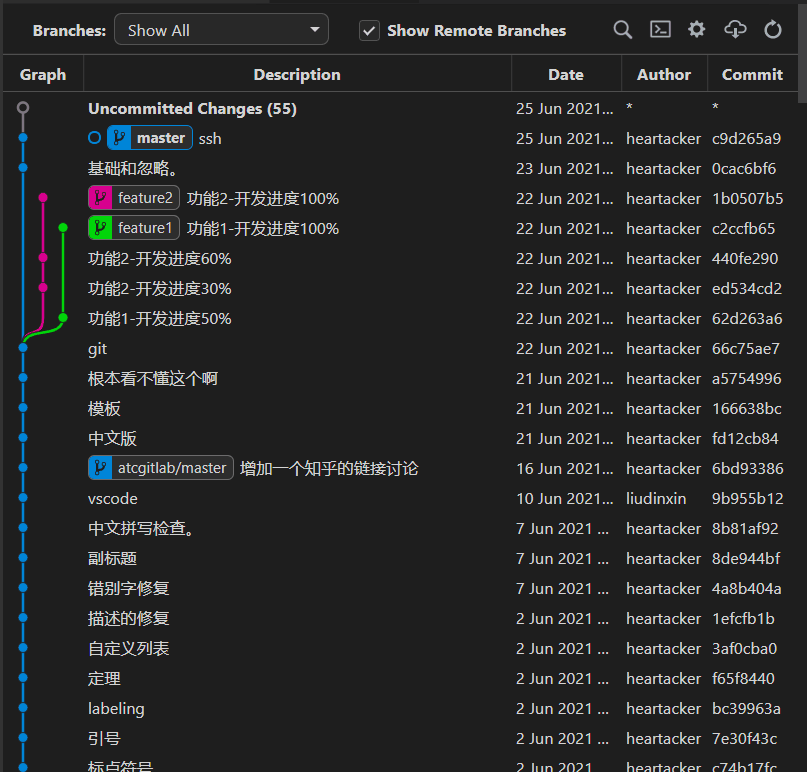 Branches: Show All Show Remote Branches
Graph Description Date Author Commit
Uncommitted Changes (55) 25 Jun 2021... * *
master ssh 25 Jun 2021... heartacker c9d265a9
基础和忽略。 23 Jun 2021... heartacker 0cac6bf6
feature2 功能2-开发进度100% 22 Jun 2021... heartacker 1b0507b5
feature1 功能1-开发进度100% 22 Jun 2021... heartacker c2ccfb65
功能2-开发进度60% 22 Jun 2021... heartacker 440fe290
功能2-开发进度30% 22 Jun 2021... heartacker ed534cd2
功能1-开发进度50% 22 Jun 2021... heartacker 62d263a6
git 22 Jun 2021... heartacker 66c75ae7
根本看不懂这个啊 21 Jun 2021... heartacker a5754996
模板 21 Jun 2021... heartacker 166638bc
中文版 21 Jun 2021... heartacker fd12cb84
atcgitlab/master 增加一个知乎的链接讨论 16 Jun 2021... heartacker 6bd93386
vscode 10 Jun 2021... liudinxin 9b955b12
中文拼写检查。 7 Jun 2021 ... heartacker 8b81af92
副标题 7 Jun 2021 ... heartacker 8de944bf
错别字修复 7 Jun 2021 ... heartacker 4a8b404a
描述的修复 2 Jun 2021 ... heartacker 1efcfb1b
自定义列表 2 Jun 2021 ... heartacker 3af0cba0
定理 2 Jun 2021 ... heartacker f65f8440
labeling 2 Jun 2021 ... heartacker bc39963a
引号 2 Jun 2021 ... heartacker 7e30f43c
标点符号 2 Jun 2021 ... heartacker c74b17fc